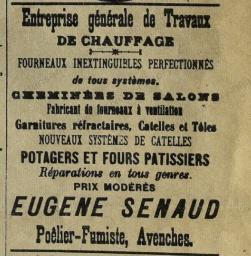 Entreprise générale de Travaux
DE CHAUFFAGE
FOURNEAUX INEXTINGUIBLES PERFECTIONNÉS
de tous systèmes.
CHEMINÉES DE SALONS
Fabricant de fourneaux à ventilation
Garnitures réfractaires, Catelles et Tôles
NOUVEAUX SYSTÈMES DE CATELLES
POTAGERS ET FOURS PATISSIERS
Réparations en tous genres.
PRIX MODÉRÉS
EUGENE SENAUD
Poêlier-Fumiste, Avenches.